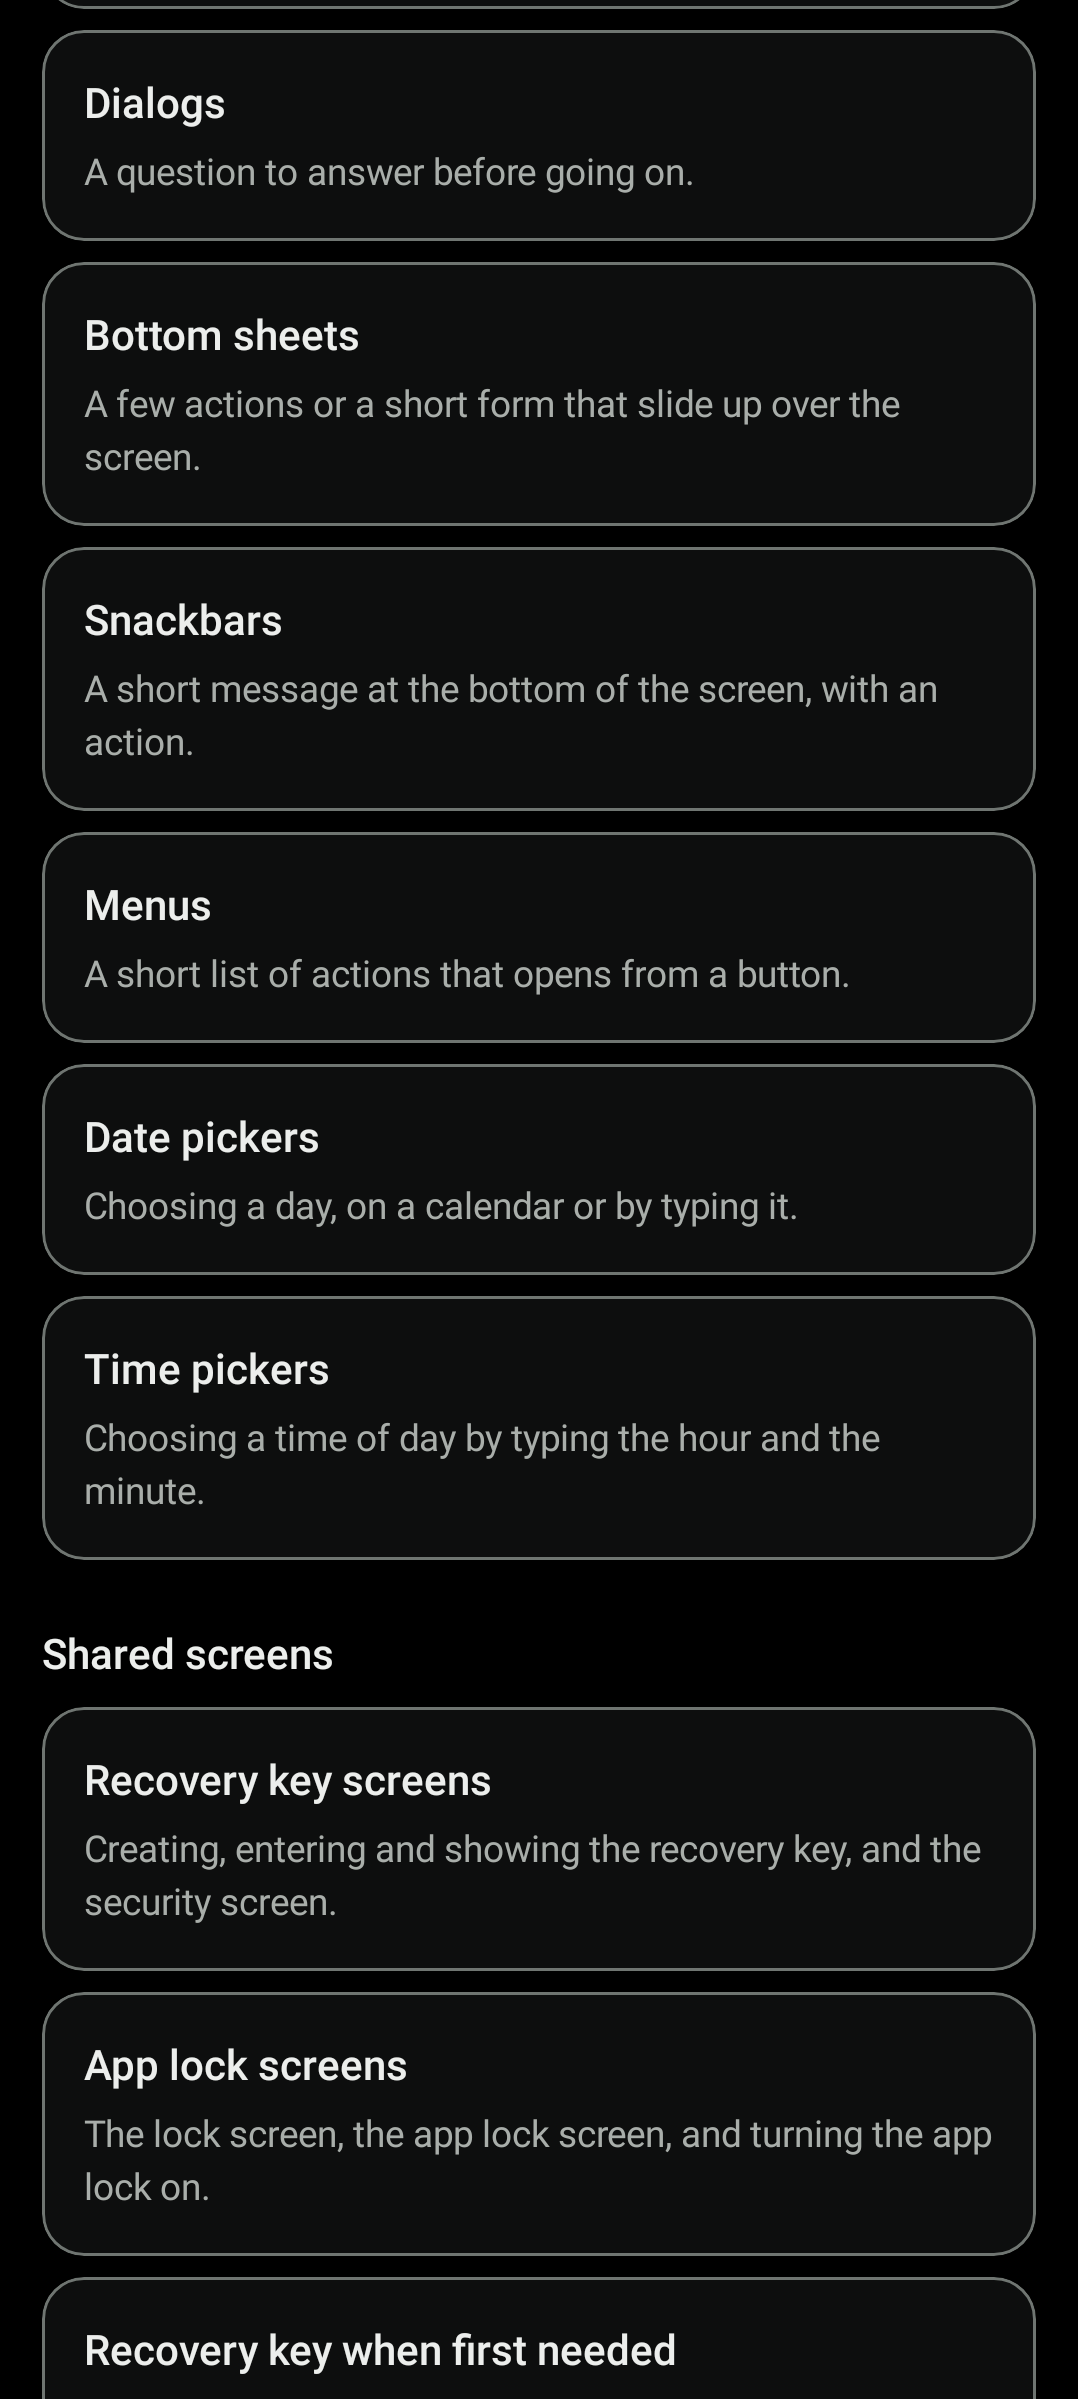 Dialogs
A question to answer before going on.
Bottom sheets
A few actions or a short form that slide up over the
screen.
Snackbars
A short message at the bottom of the screen, with an
action.
Menus
A short list of actions that opens from a button.
Date pickers
Choosing a day, on a calendar or by typing it.
Time pickers
Choosing a time of day by typing the hour and the
minute.
Shared screens
Recovery key screens
Creating, entering and showing the recovery key, and the
security screen.
App lock screens
The lock screen, the app lock screen, and turning the app
lock on.
Recovery key when first needed